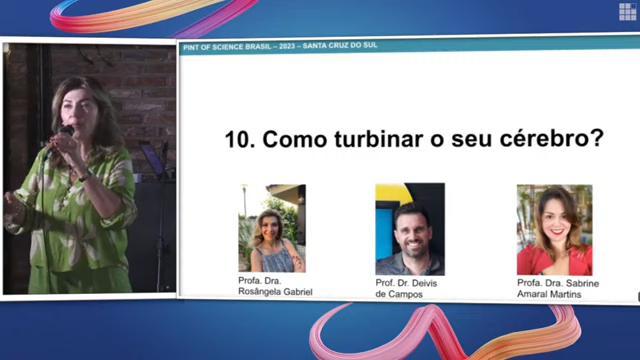 PINT OF SCIENCE BRASIL – 2023 – SANTA CRUZ DO SUL
10. Como turbinar o seu cérebro?
Profa. Dra.
Rosângela Gabriel
Prof. Dr. Deivis
de Campos
Profa. Dra. Sabrine
Amaral Martins